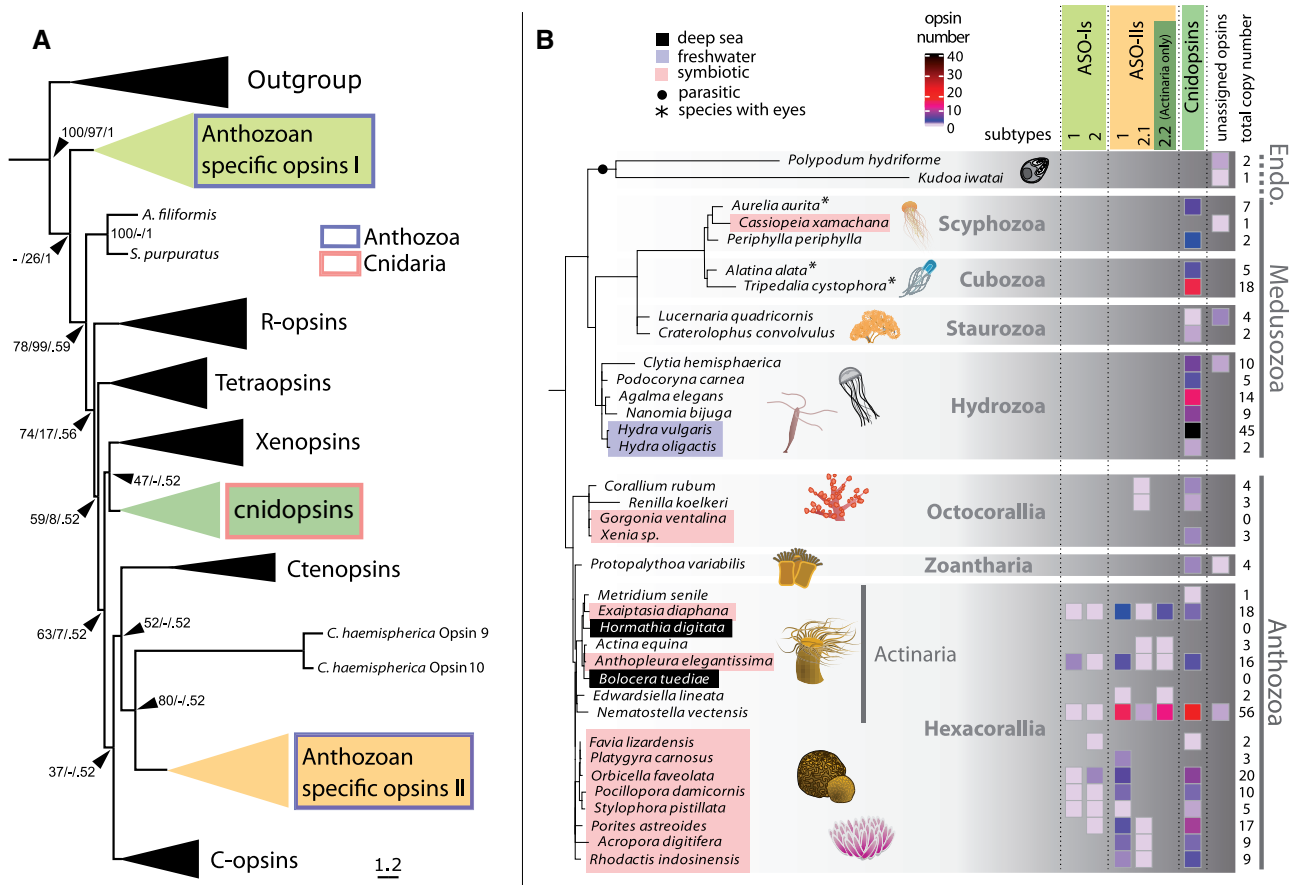 A
Outgroup
100/97/1
Anthozoan
specific opsins I
A. filiformis
100/-/1
S. purpuratus
- /26/1
Anthozoa
Cnidaria
R-opsins
78/99/.59
Tetraopsins
74/17/.56
Xenopsins
47/-/.52
cnidopsins
59/8/.52
Ctenopsins
52/-/.52
63/7/.52
C. haemispherica Opsin 9
C. haemispherica Opsin10
80/-/.52
Anthozoan
specific opsins II
37/-/.52
C-opsins
1.2
B
deep sea
freshwater
symbiotic
parasitic
* species with eyes
opsin
number
40
30
20
10
0
subtypes
ASO-Is
1
2
ASO-IIs
1
2.1
2.2 (Actinaria only)
Cnidopsins
unassigned opsins
total copy number
Polypodum hydriforme 2
Kudoa iwatai 1
Endo.
Aurelia aurita* 7
Cassiopeia xamachana 1
Periphylla periphylla 2
Scyphozoa
Alatina alata* 5
Tripedalia cystophora* 18
Cubozoa
Lucernaria quadricornis 4
Craterolophus convolvulus 2
Staurozoa
Clytia hemisphaerica 10
Podocoryna carnea 5
Agalma elegans 14
Nanomia bijuga 9
Hydra vulgaris 45
Hydra oligactis 2
Hydrozoa
Medusozoa
Corallium rubum 4
Renilla koelkeri 3
Gorgonia ventalina 0
Xenia sp. 3
Octocorallia
Protopalythoa variabilis 4
Zoantharia
Metridium senile 1
Exaiptasia diaphana 18
Hormathia digitata 0
Actina equina 3
Anthopleura elegantissima 16
Bolocera tuediae 0
Edwardsiella lineata 2
Nematostella vectensis 56
Actinaria
Hexacorallia
Favia lizardensis 2
Platygyra carnosus 3
Orbicella faveolata 20
Pocillopora damicornis 10
Stylophora pistillata 5
Porites astreoides 17
Acropora digitifera 9
Rhodactis indosinensis 9
Anthozoa